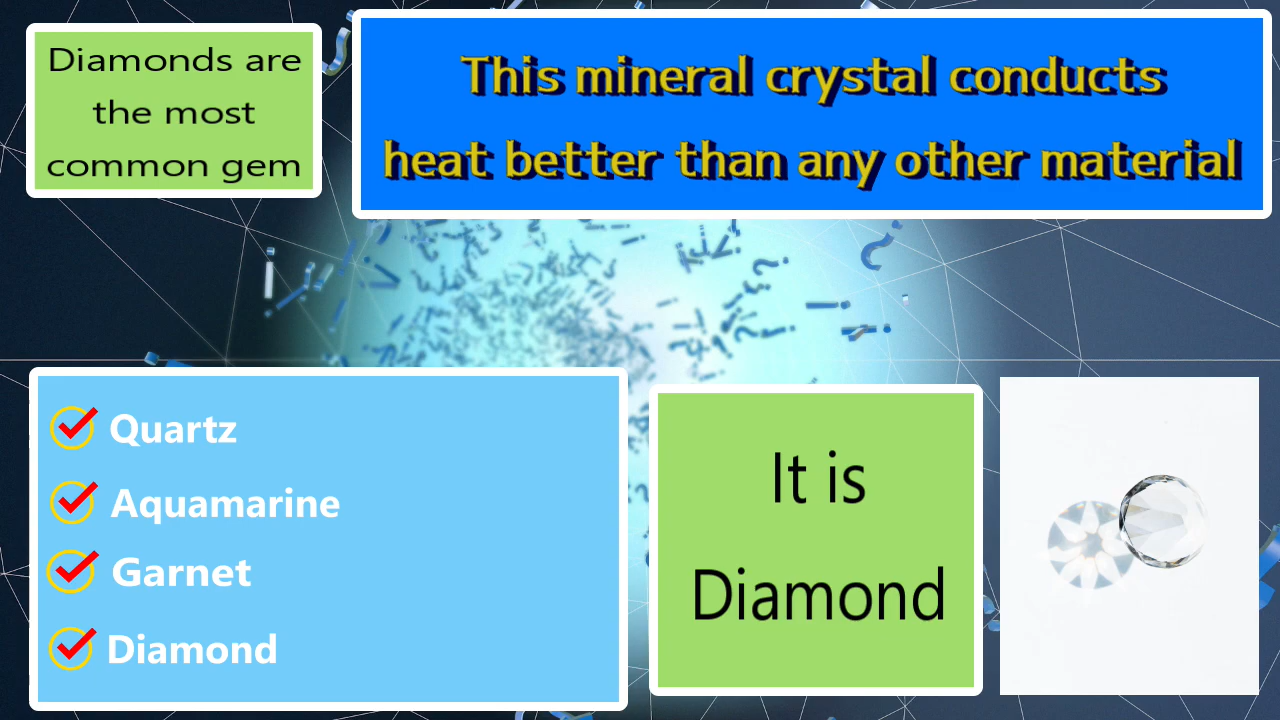 Diamonds are
the most
common gem
This mineral crystal conducts
heat better than any other material
Quartz
Aquamarine
Garnet
Diamond
It is
Diamond